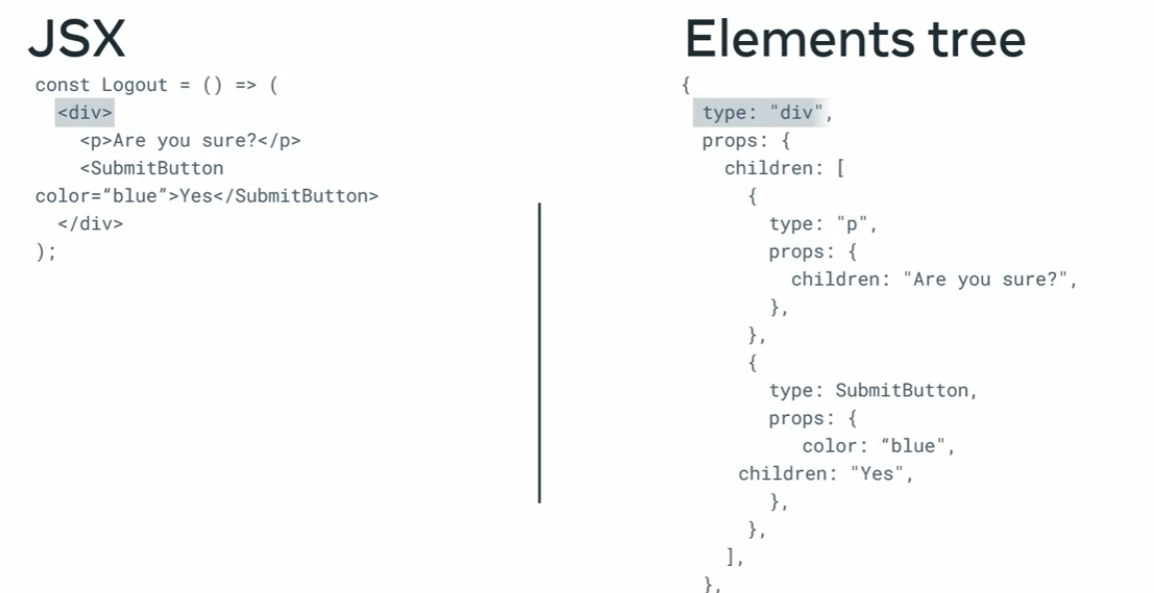 JSX
const Logout = () => (
<div>
<p>Are you sure?</p>
<SubmitButton
color=“blue”>Yes</SubmitButton>
</div>
);
Elements tree
{
type: "div",
props: {
children: [
{
type: "p",
props: {
children: "Are you sure?",
},
},
{
type: SubmitButton,
props: {
color: “blue",
children: "Yes",
},
},
],
},